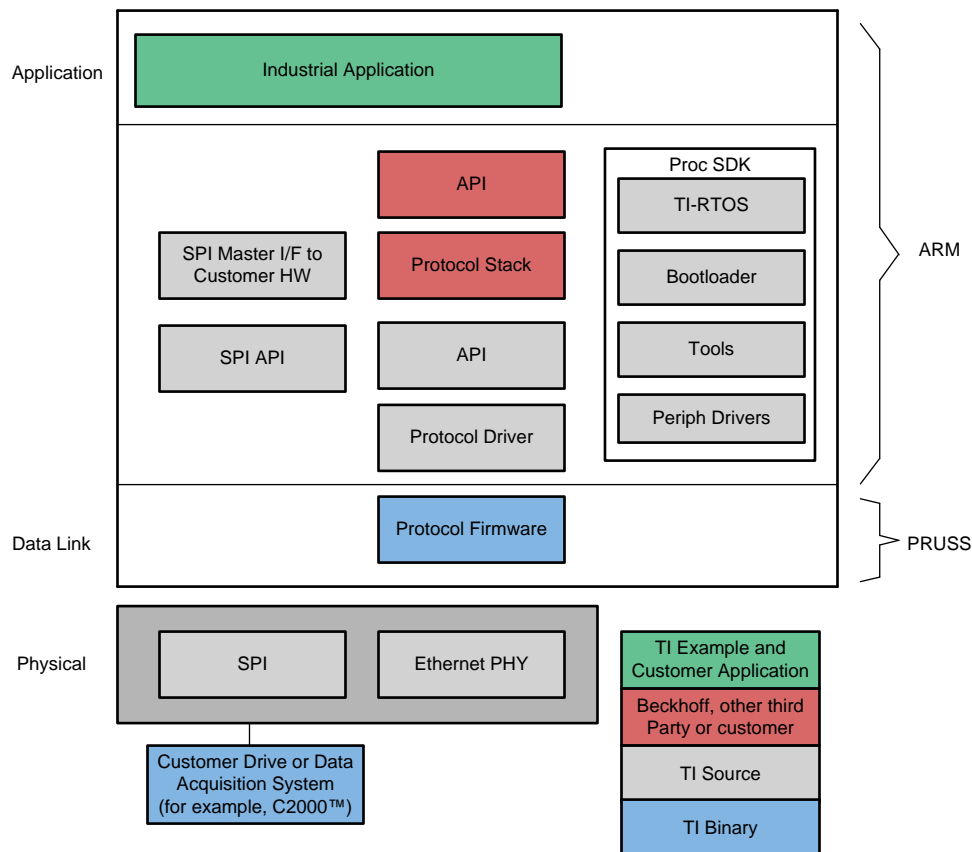 Application
Industrial Application
API
Proc SDK
TI-RTOS
SPI Master I/F to
Customer HW
Protocol Stack
Bootloader
ARM
SPI API
API
Tools
Protocol Driver
Periph Drivers
Data Link
Protocol Firmware
PRUSS
Physical
SPI
Ethernet PHY
Customer Drive or Data
Acquisition System
(for example, C2000™)
TI Example and
Customer Application
Beckhoff, other third
Party or customer
TI Source
TI Binary